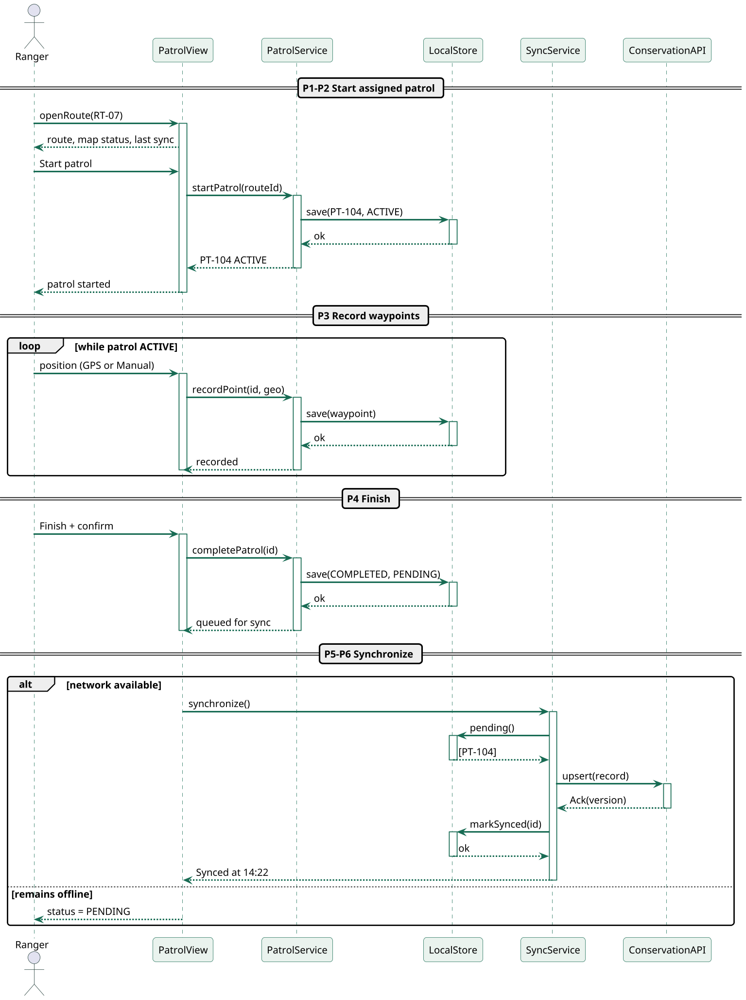 Ranger
PatrolView
PatrolService
LocalStore
SyncService
ConservationAPI
P1-P2 Start assigned patrol
openRoute(RT-07)
route, map status, last sync
Start patrol
startPatrol(routeId)
save(PT-104, ACTIVE)
ok
PT-104 ACTIVE
patrol started
P3 Record waypoints
loop
[while patrol ACTIVE]
position (GPS or Manual)
recordPoint(id, geo)
save(waypoint)
ok
recorded
P4 Finish
Finish + confirm
completePatrol(id)
save(COMPLETED, PENDING)
ok
queued for sync
P5-P6 Synchronize
alt
[network available]
synchronize()
pending()
[PT-104]
upsert(record)
Ack(version)
markSynced(id)
ok
Synced at 14:22
[remains offline]
status = PENDING
Ranger
PatrolView
PatrolService
LocalStore
SyncService
ConservationAPI